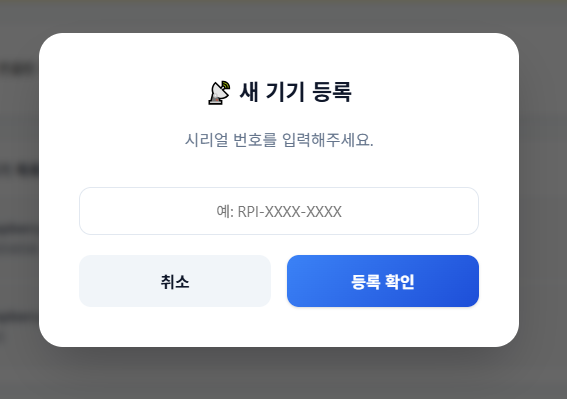 새 기기 등록
시리얼 번호를 입력해주세요.
예: RPI-XXXX-XXXX
취소
등록 확인